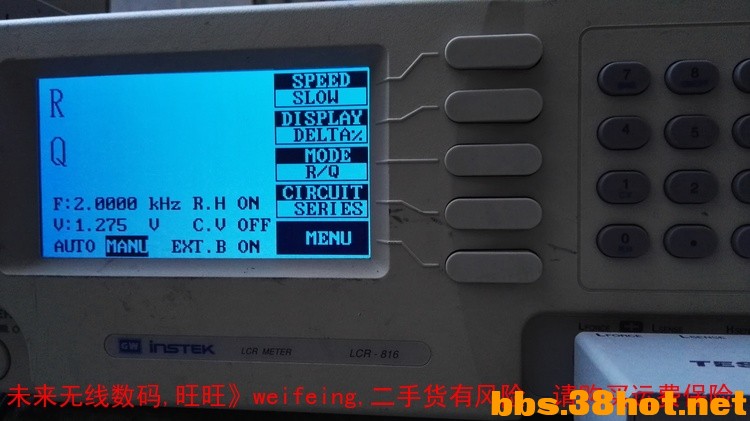 R
Q
F:2.0000 kHz R.H ON
V:1.275 V C.V OFF
AUTO MANU EXT.B ON
SPEED
SLOW
DISPLAY
DELTA%
MODE
R/Q
CIRCUIT
SERIES
MENU
7
8
4
5
1
2
0
GW INSTEK LCR METER LCR-816
LFORCE LSENSE
TES
未来无线数码,旺旺》weifeing,二手货有风险，请购买运费保险
bbs.38hot.net